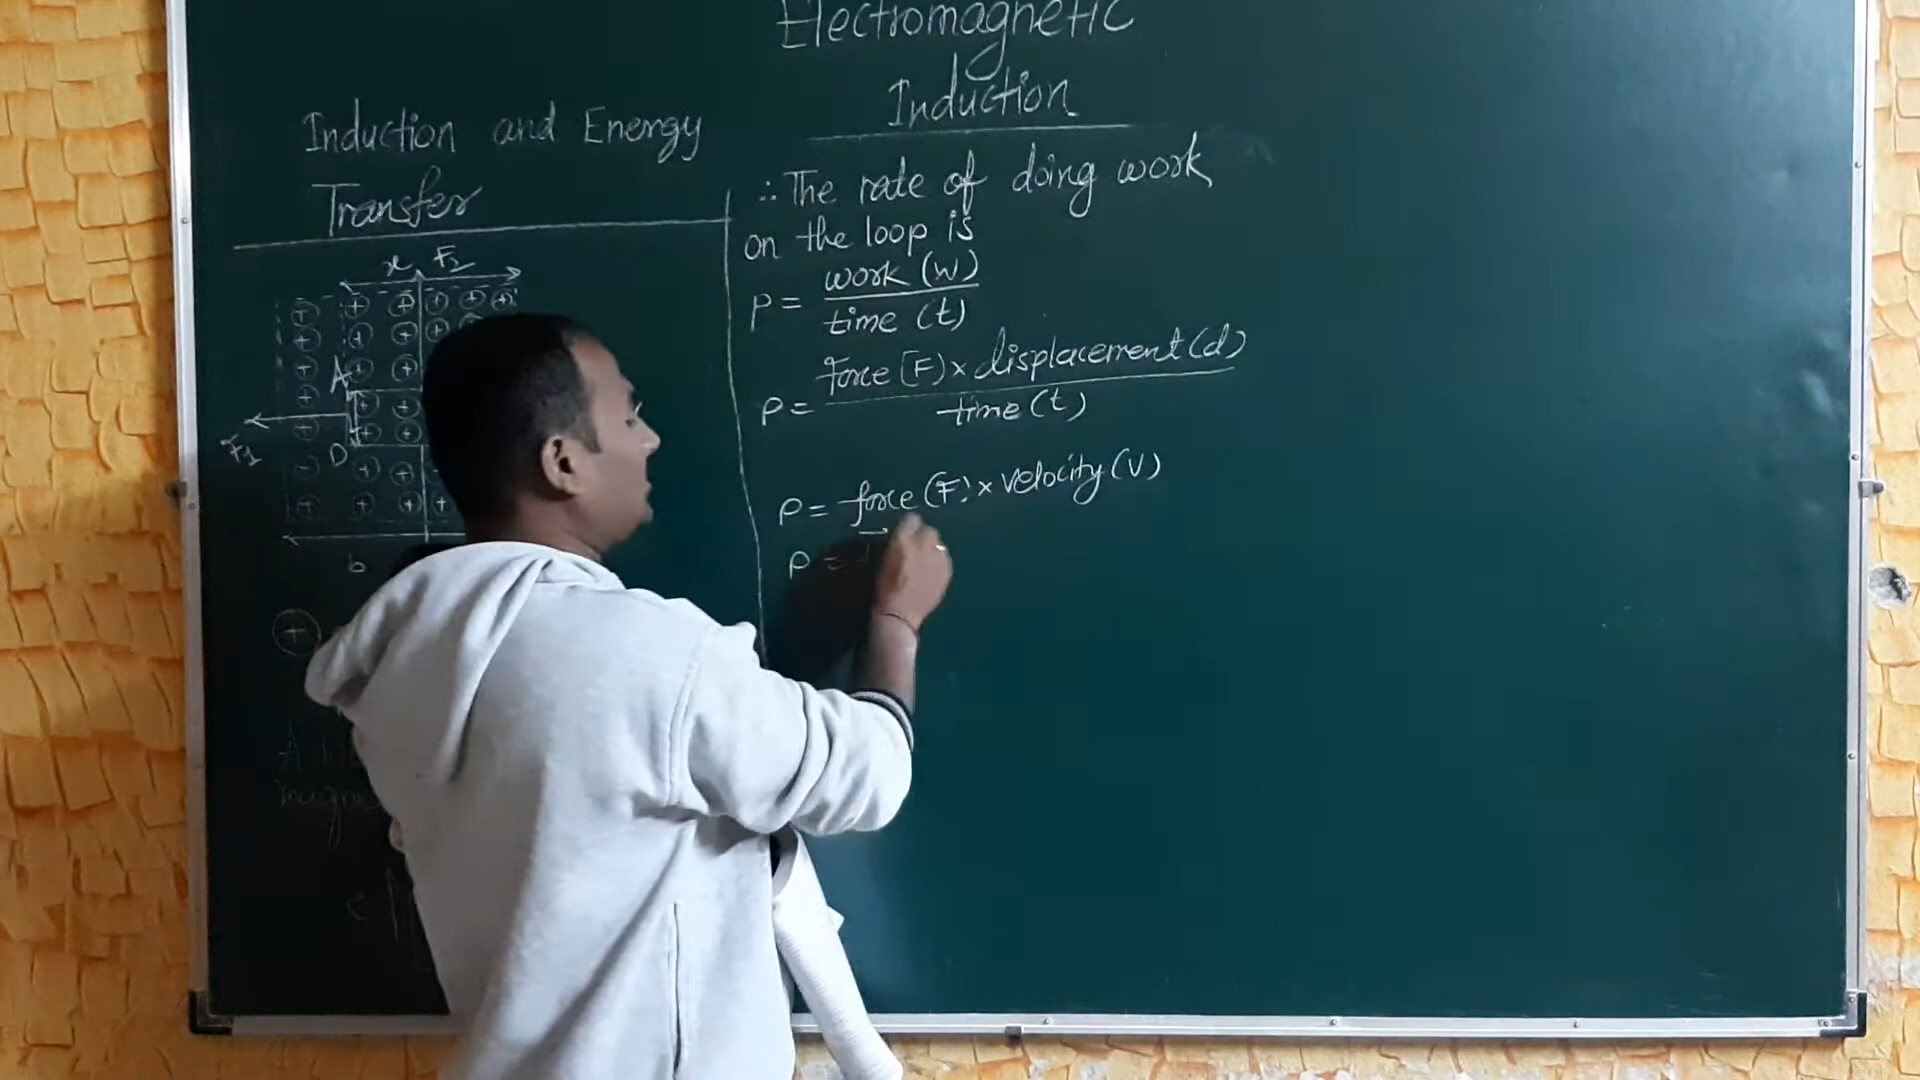 Electromagnetic
Induction
Induction and Energy
Transfer
x F₂
A
F₁
D
b
∴ The rate of doing work
on the loop is
P = work (W)
time (t)
P = force (F) × displacement (d)
time (t)
P = force (F) × velocity (V)
P =